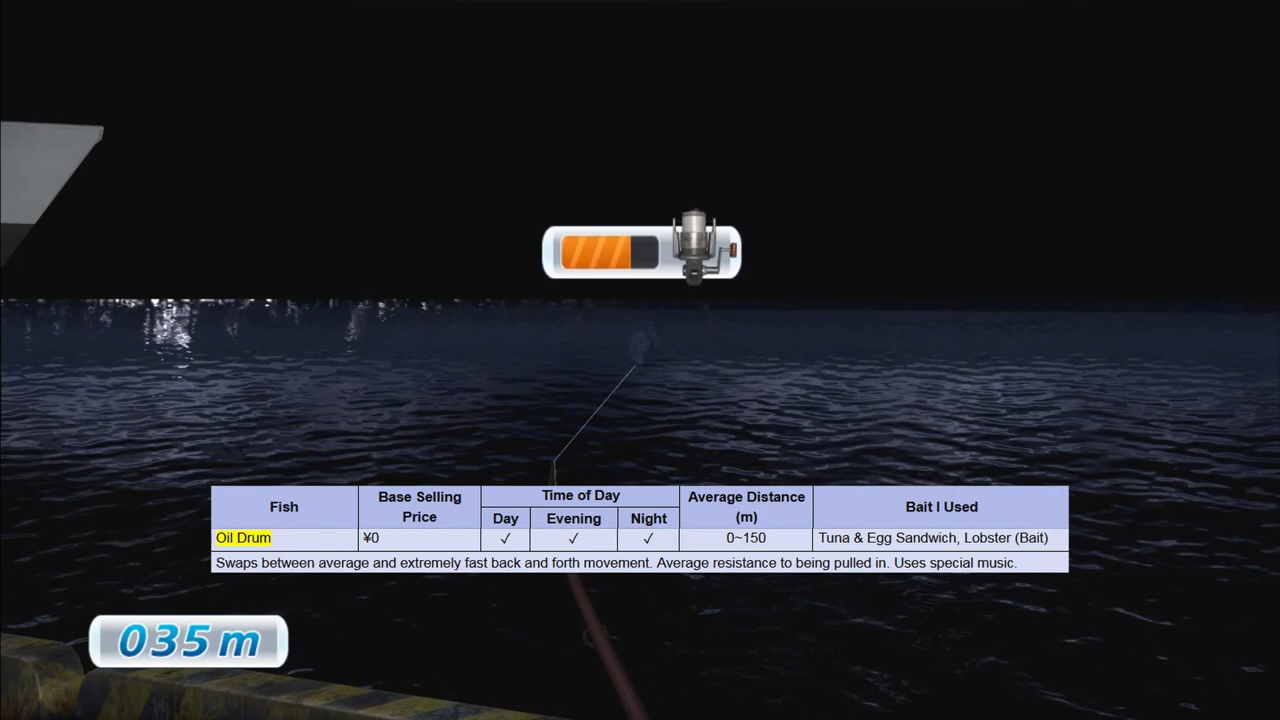 Fish Base Selling Price Time of Day Average Distance (m) Bait I Used
Day Evening Night
Oil Drum ¥0 ✓ ✓ ✓ 0~150 Tuna & Egg Sandwich, Lobster (Bait)
Swaps between average and extremely fast back and forth movement. Average resistance to being pulled in. Uses special music.
035 m